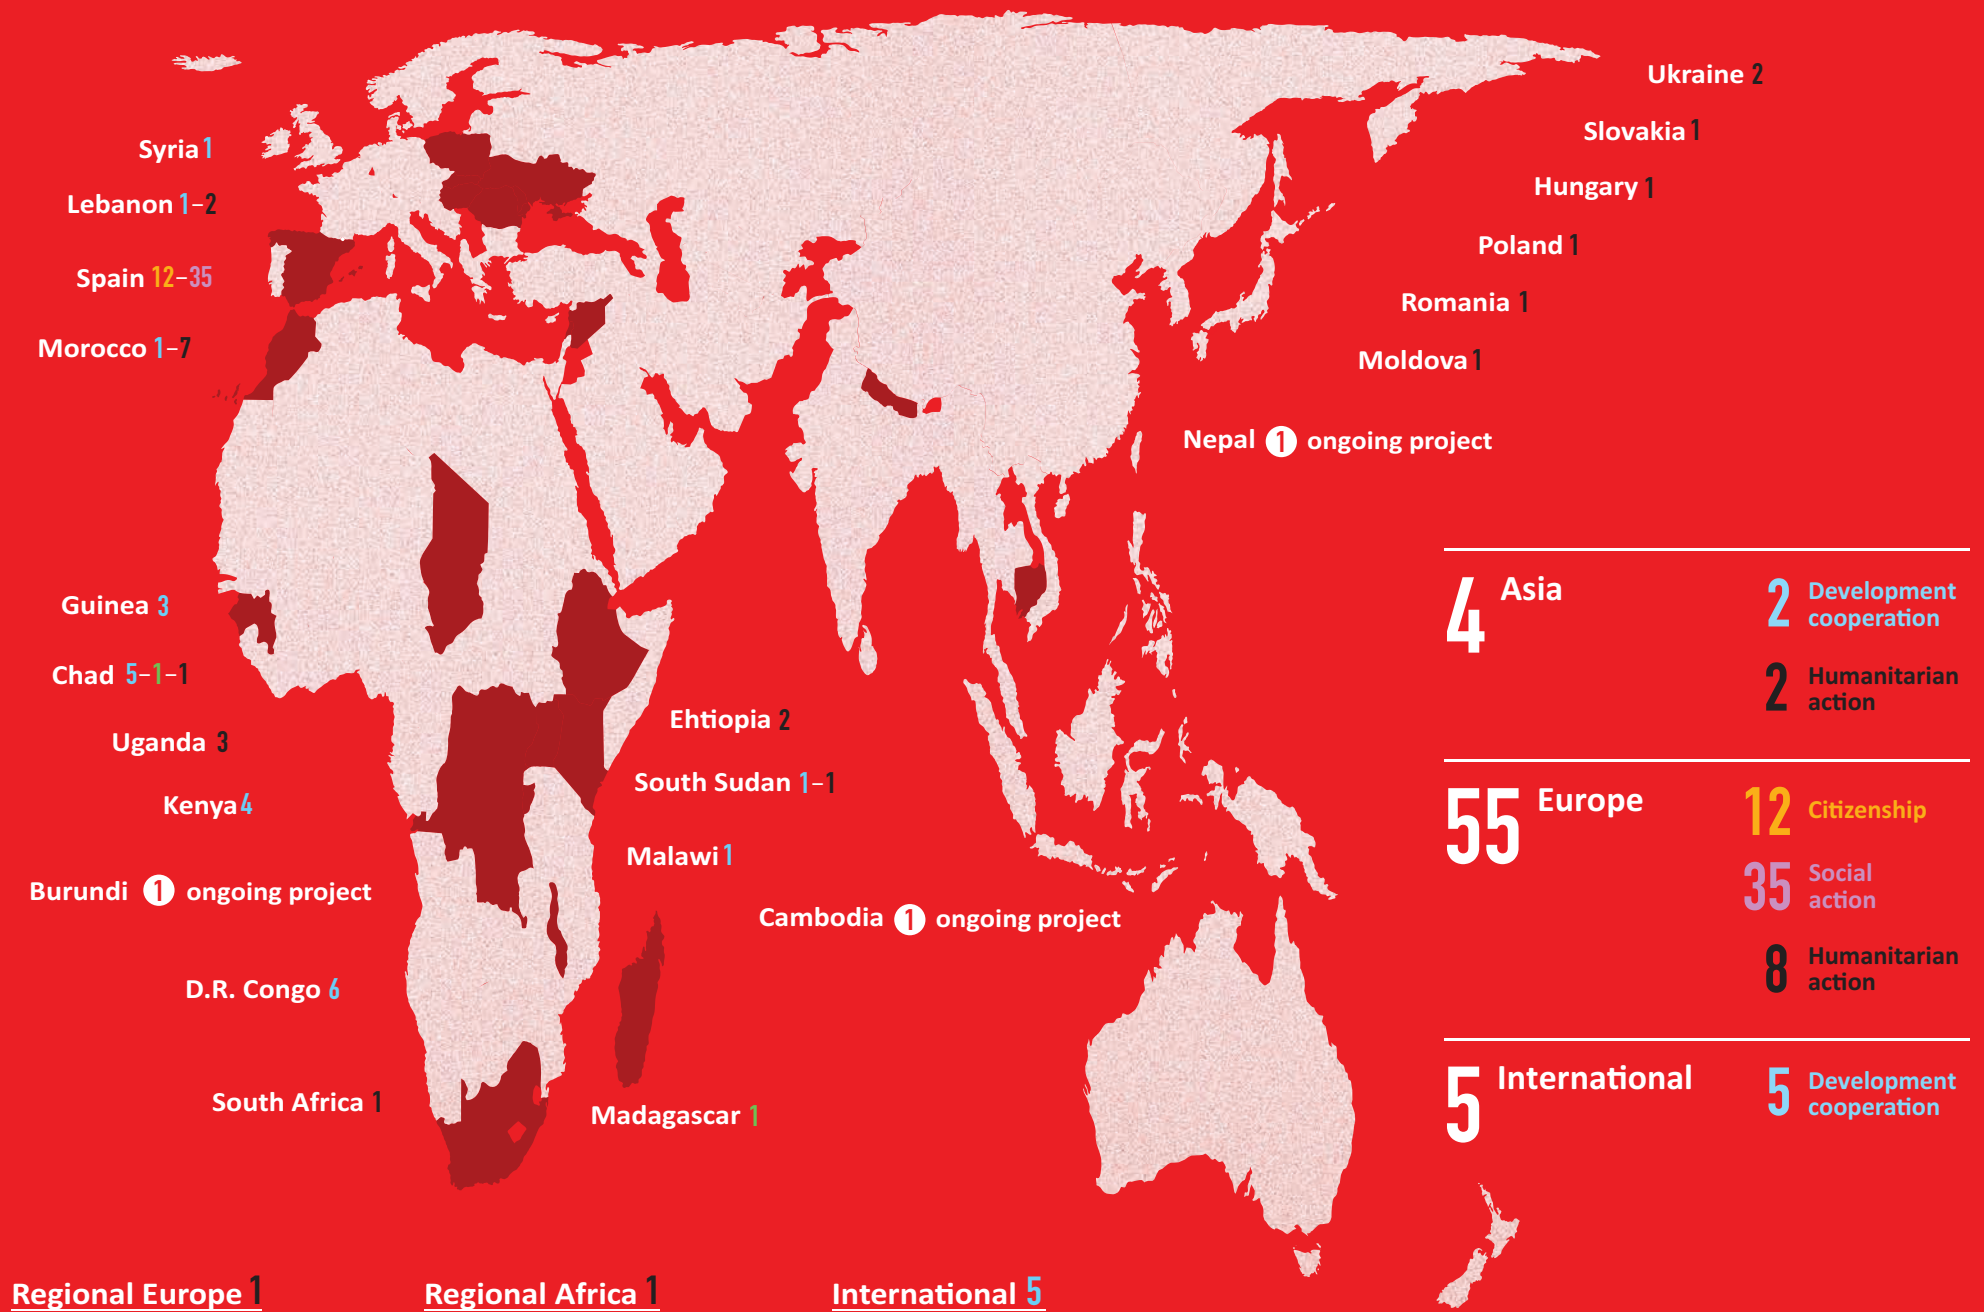 Syria 1
Lebanon 1–2
Spain 12–35
Morocco 1–7
Guinea 3
Chad 5–1–1
Uganda 3
Kenya 4
Burundi 1 ongoing project
D.R. Congo 6
South Africa 1
Ehtiopia 2
South Sudan 1–1
Malawi 1
Cambodia 1 ongoing project
Madagascar 1
Ukraine 2
Slovakia 1
Hungary 1
Poland 1
Romania 1
Moldova 1
Nepal 1 ongoing project
4 Asia
2 Development
cooperation
2 Humanitarian
action
55 Europe
12 Citizenship
35 Social
action
8 Humanitarian
action
5 International
5 Development
cooperation
Regional Europe 1
Regional Africa 1
International 5